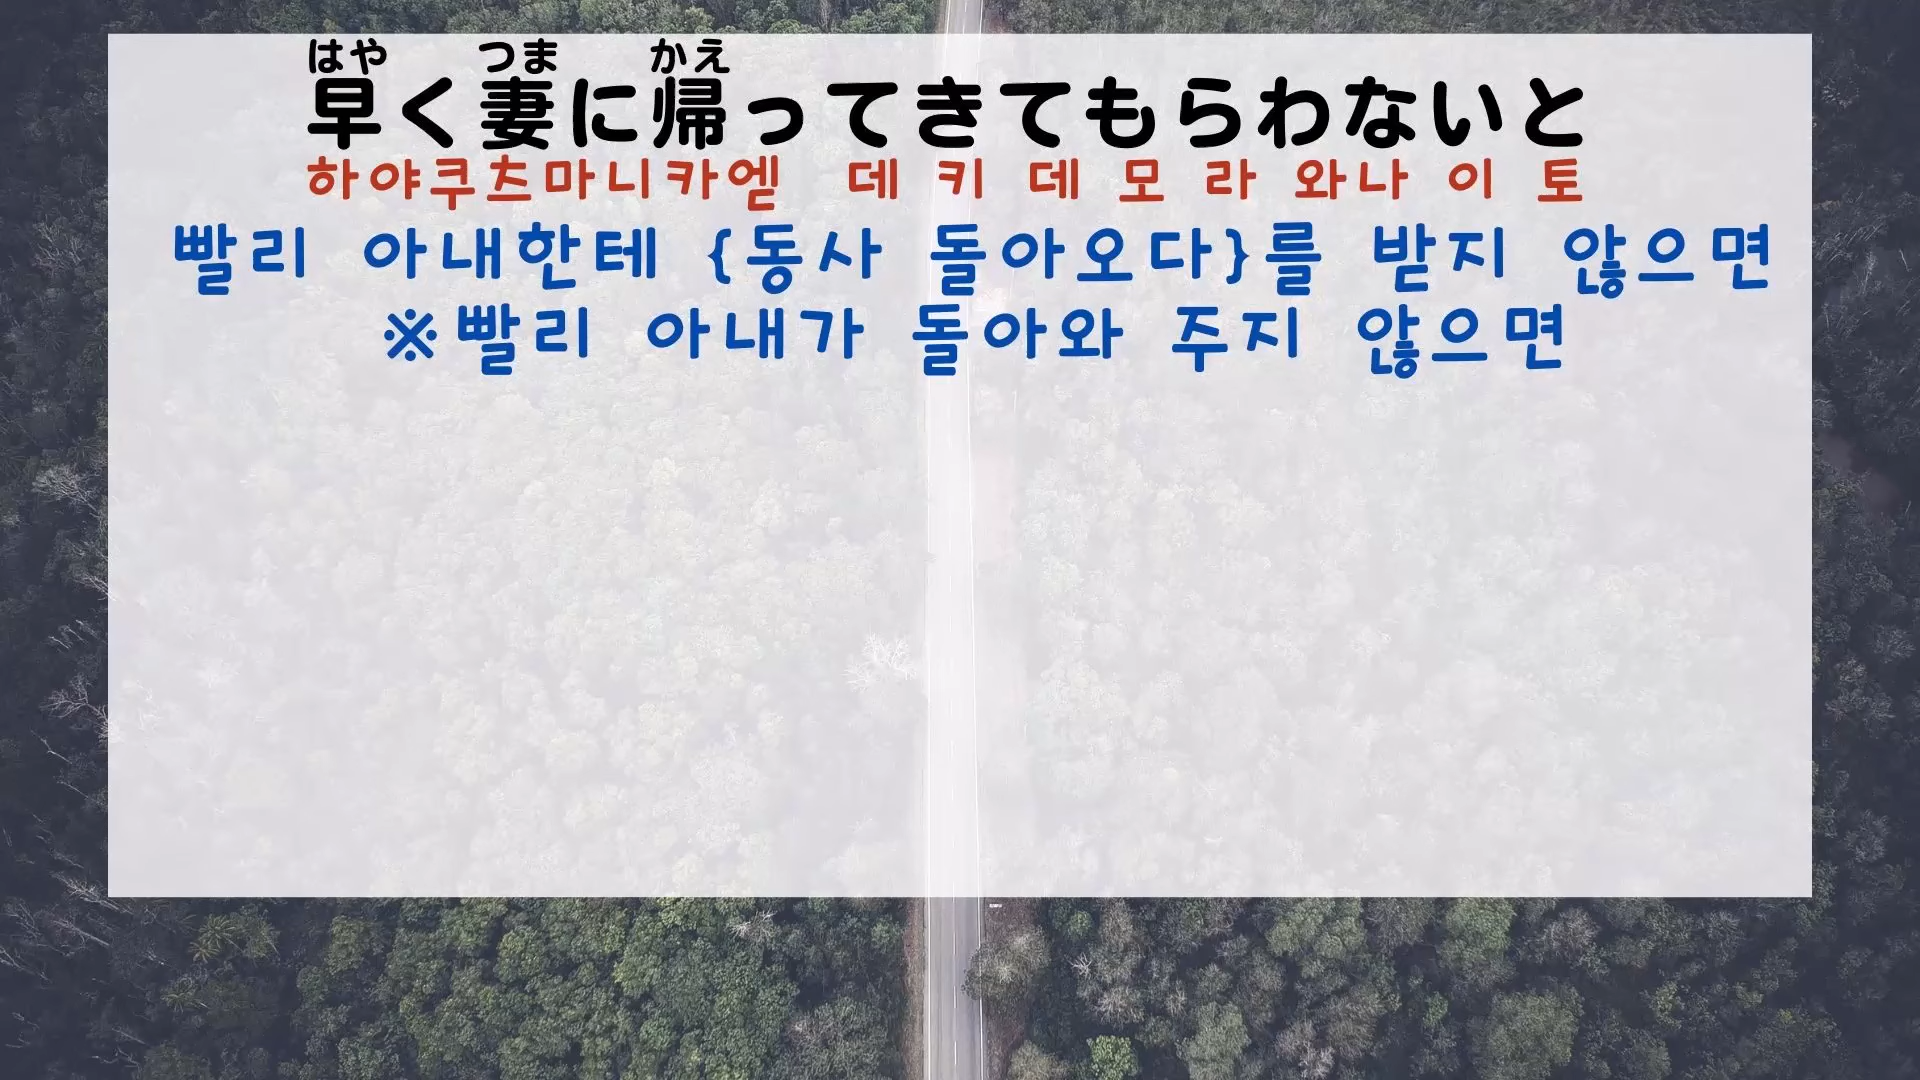 はや つま かえ
早く妻に帰ってきてもらわないと
하야쿠츠마니카엗 데 키 데 모 라 와나 이 토
빨리 아내한테 {동사 돌아오다}를 받지 않으면
※빨리 아내가 돌아와 주지 않으면